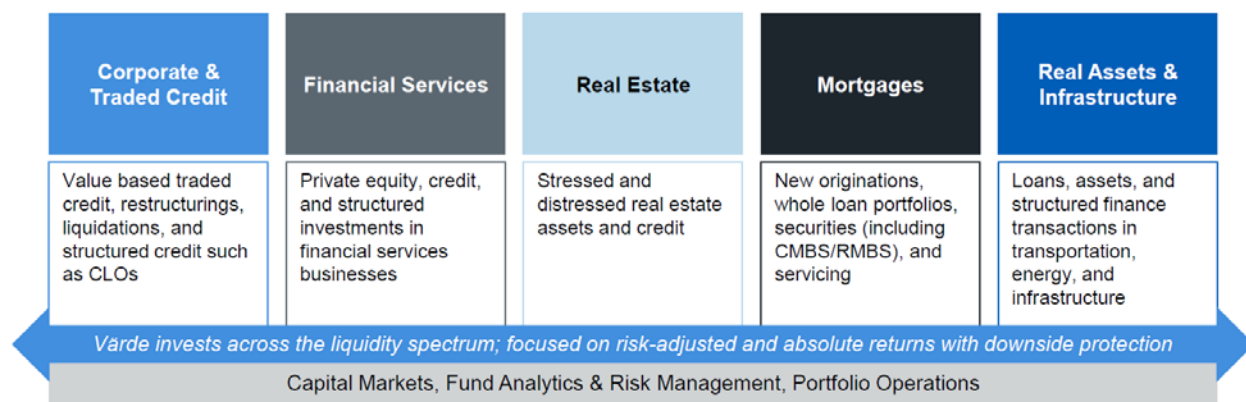 Corporate &
Traded Credit
Financial Services
Real Estate
Mortgages
Real Assets &
Infrastructure
Value based traded
credit, restructurings,
liquidations, and
structured credit such
as CLOs
Private equity, credit,
and structured
investments in
financial services
businesses
Stressed and
distressed real estate
assets and credit
New originations,
whole loan portfolios,
securities (including
CMBS/RMBS), and
servicing
Loans, assets, and
structured finance
transactions in
transportation,
energy, and
infrastructure
Värde invests across the liquidity spectrum; focused on risk-adjusted and absolute returns with downside protection
Capital Markets, Fund Analytics & Risk Management, Portfolio Operations